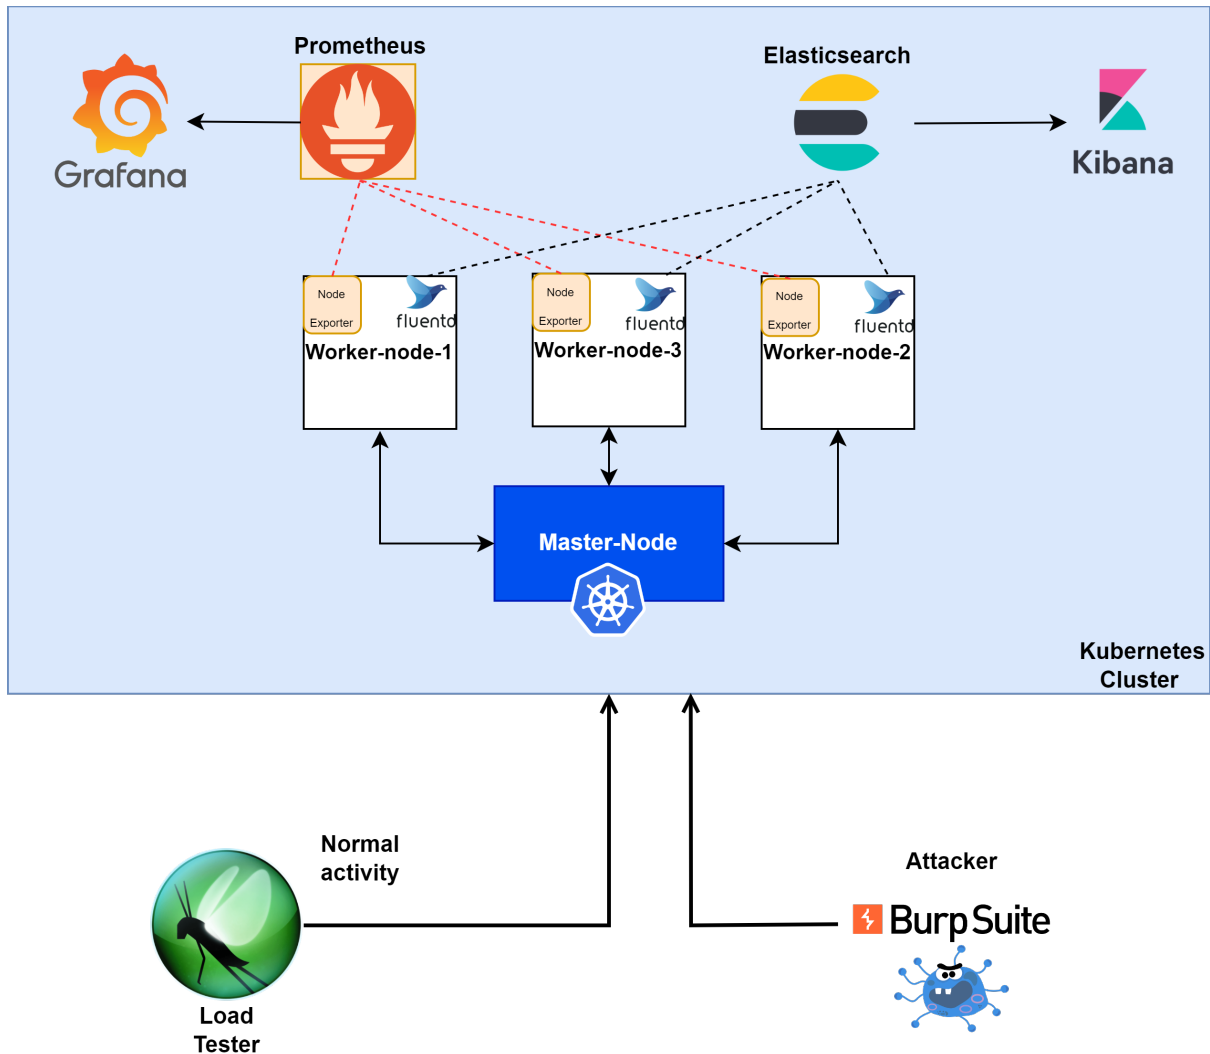 Prometheus
Elasticsearch
Grafana
Kibana
Node
Exporter
fluentd
Worker-node-1
Node
Exporter
fluentd
Worker-node-3
Node
Exporter
fluentd
Worker-node-2
Master-Node
Kubernetes
Cluster
Normal
activity
Attacker
Burp Suite
Load
Tester